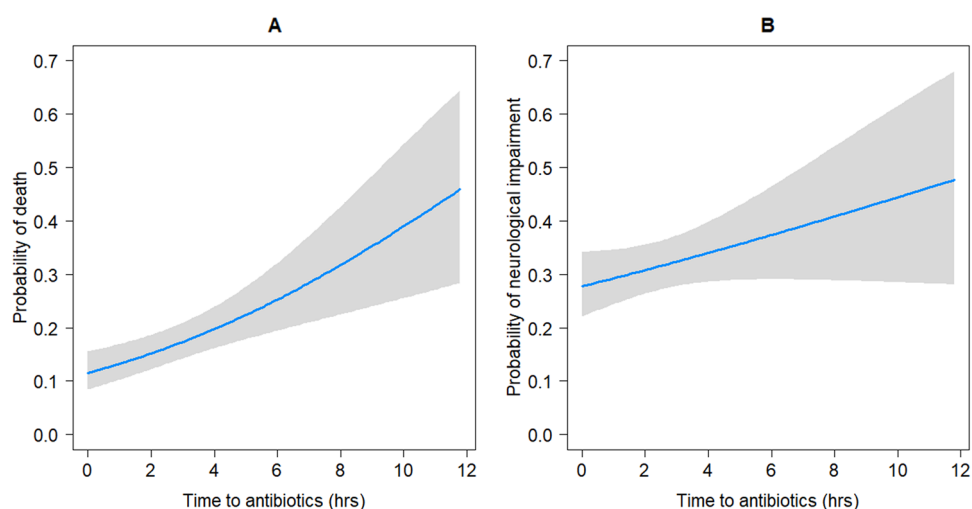 A
Probability of death
0.7
0.6
0.5
0.4
0.3
0.2
0.1
0.0
0 2 4 6 8 10 12
Time to antibiotics (hrs)
B
Probability of neurological impairment
0.7
0.6
0.5
0.4
0.3
0.2
0.1
0.0
0 2 4 6 8 10 12
Time to antibiotics (hrs)